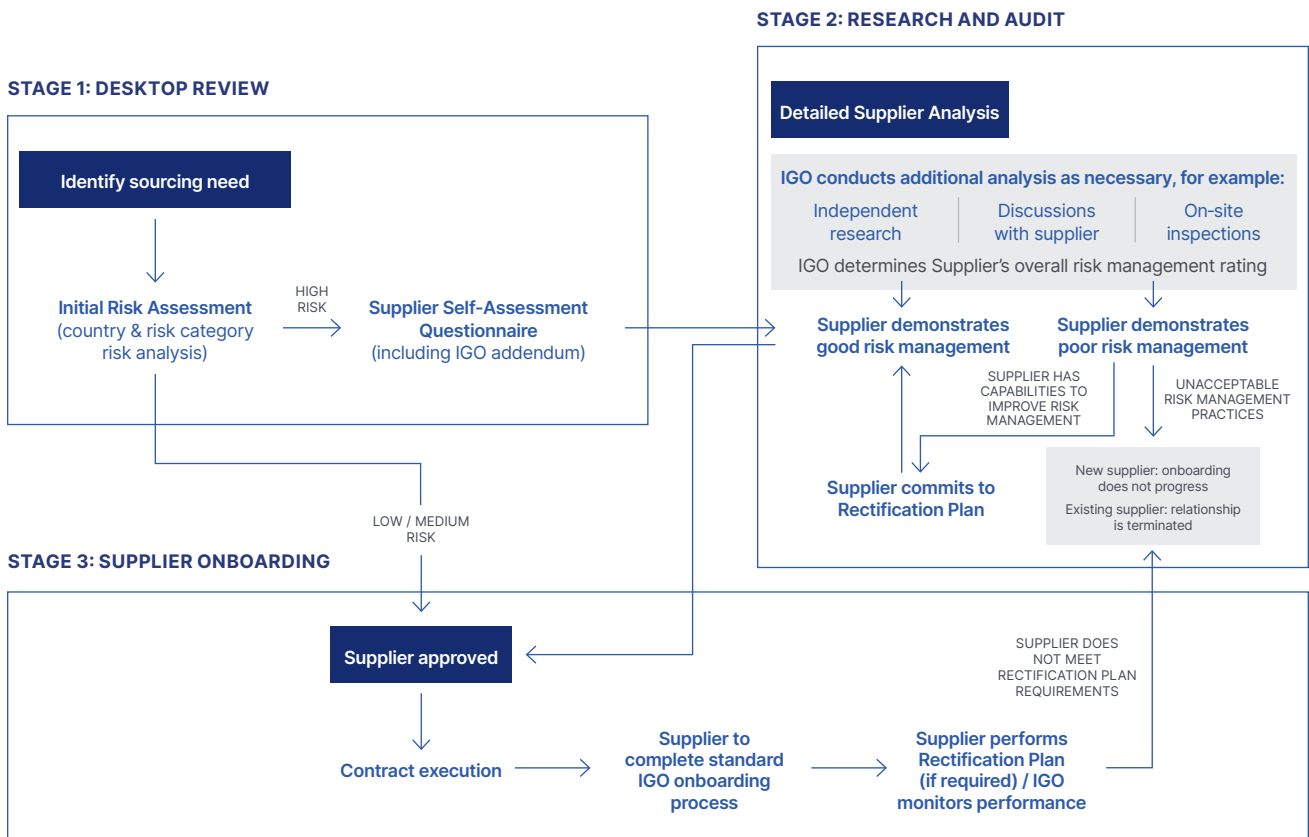 STAGE 1: DESKTOP REVIEW
Identify sourcing need
Initial Risk Assessment
(country & risk category
risk analysis)
HIGH
RISK
Supplier Self-Assessment
Questionnaire
(including IGO addendum)
LOW / MEDIUM
RISK
STAGE 2: RESEARCH AND AUDIT
Detailed Supplier Analysis
IGO conducts additional analysis as necessary, for example:
Independent
research
Discussions
with supplier
On-site
inspections
IGO determines Supplier’s overall risk management rating
Supplier demonstrates
good risk management
Supplier demonstrates
poor risk management
SUPPLIER HAS
CAPABILITIES TO
IMPROVE RISK
MANAGEMENT
UNACCEPTABLE
RISK MANAGEMENT
PRACTICES
Supplier commits to
Rectification Plan
New supplier: onboarding
does not progress
Existing supplier: relationship
is terminated
STAGE 3: SUPPLIER ONBOARDING
Supplier approved
Contract execution
Supplier to
complete standard
IGO onboarding
process
Supplier performs
Rectification Plan
(if required) / IGO
monitors performance
SUPPLIER DOES
NOT MEET
RECTIFICATION PLAN
REQUIREMENTS